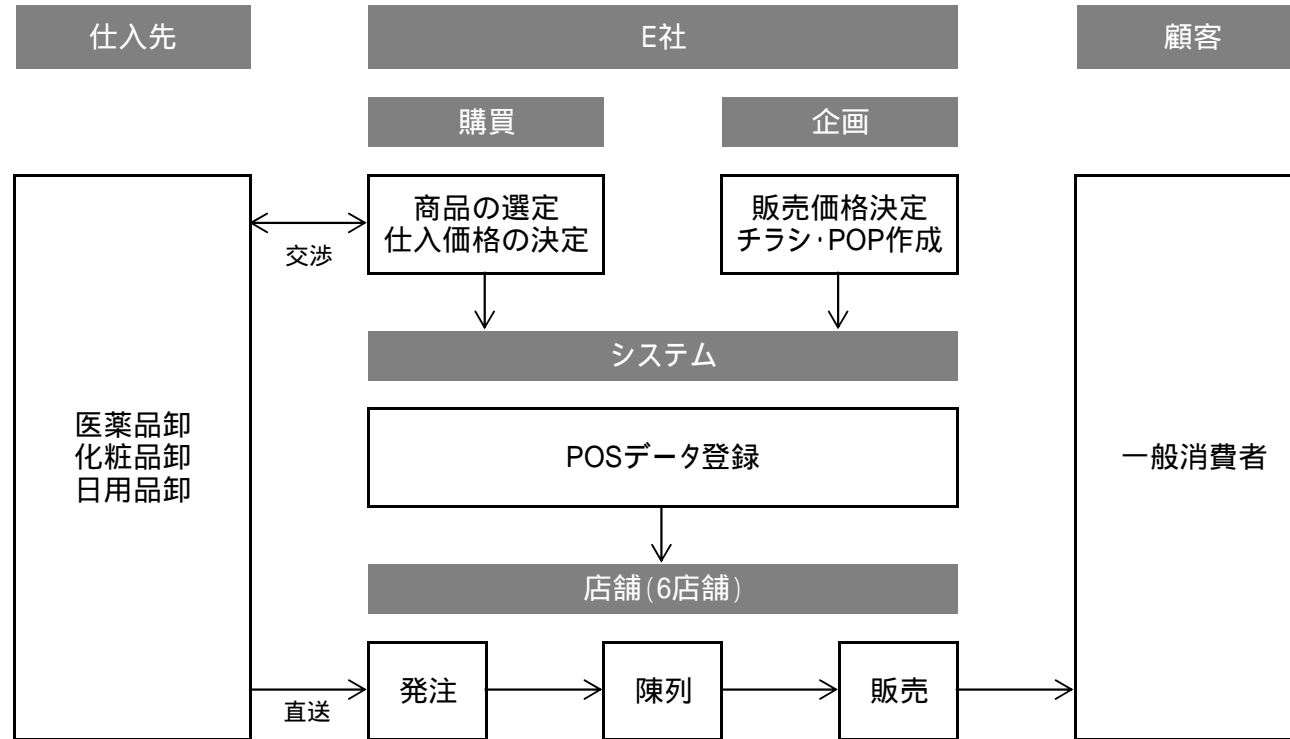 仕入先
E社
顧客
購買
企画
商品の選定
仕入価格の決定
販売価格決定
チラシ・POP作成
交渉
システム
医薬品卸
化粧品卸
日用品卸
POSデータ登録
一般消費者
店舗(6店舗)
発注
陳列
販売
直送